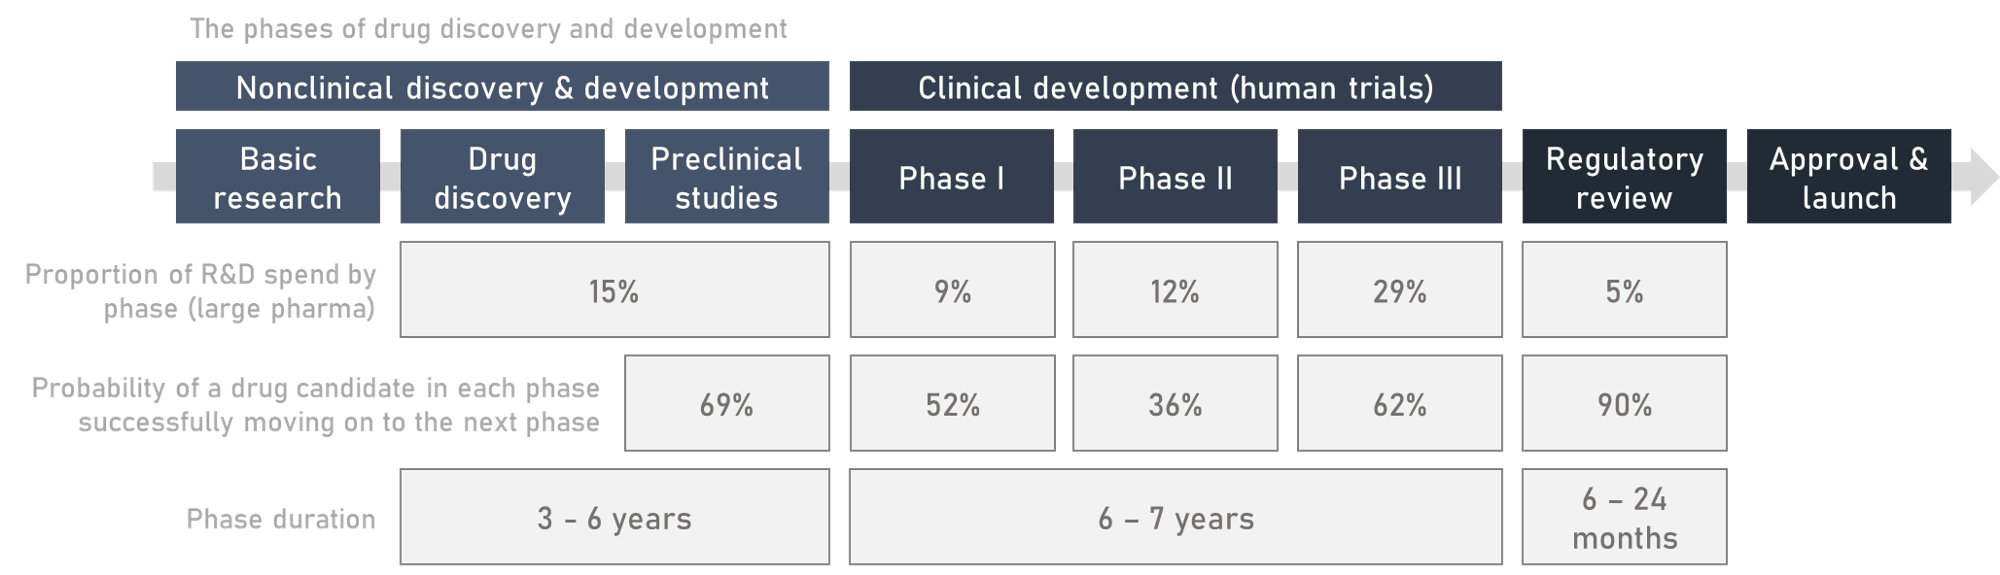 The phases of drug discovery and development
Nonclinical discovery & development
Clinical development (human trials)
Basic
research
Drug
discovery
Preclinical
studies
Phase I
Phase II
Phase III
Regulatory
review
Approval &
launch
Proportion of R&D spend by
phase (large pharma)
15%
9%
12%
29%
5%
Probability of a drug candidate in each phase
successfully moving on to the next phase
69%
52%
36%
62%
90%
Phase duration
3 - 6 years
6 – 7 years
6 – 24
months